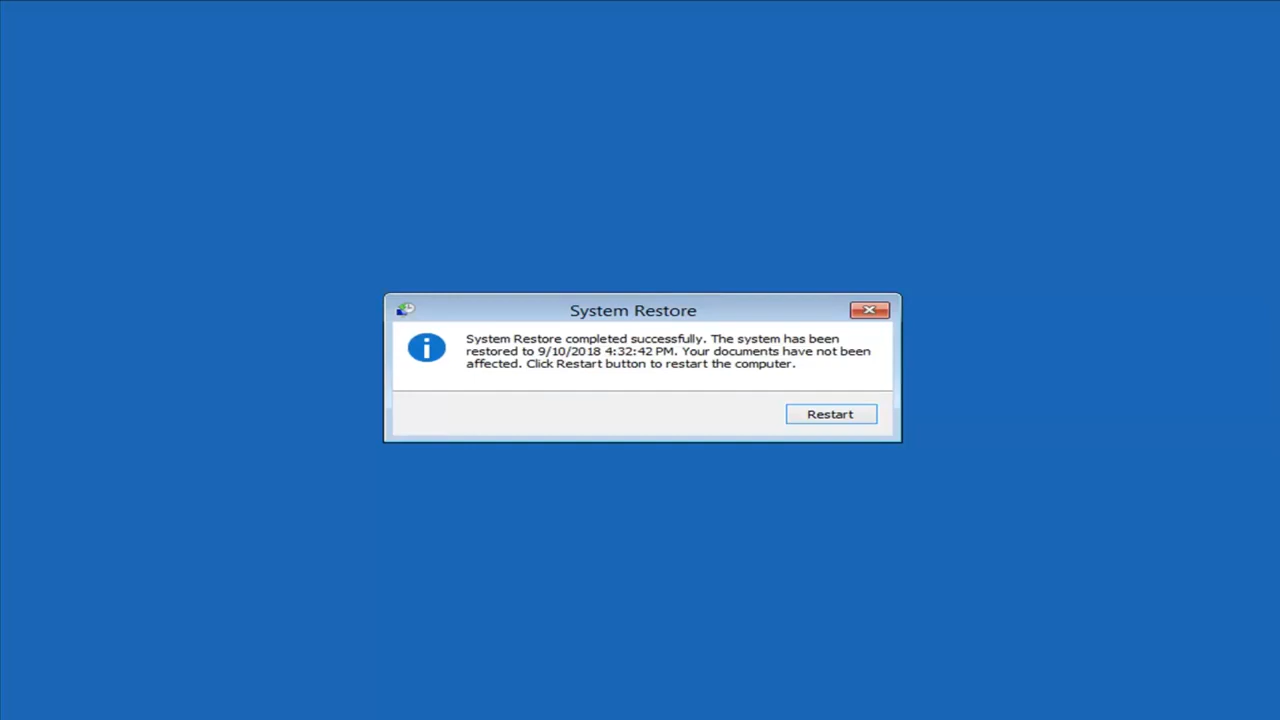 System Restore
System Restore completed successfully. The system has been
restored to 9/10/2018 4:32:42 PM. Your documents have not been
affected. Click Restart button to restart the computer.
Restart